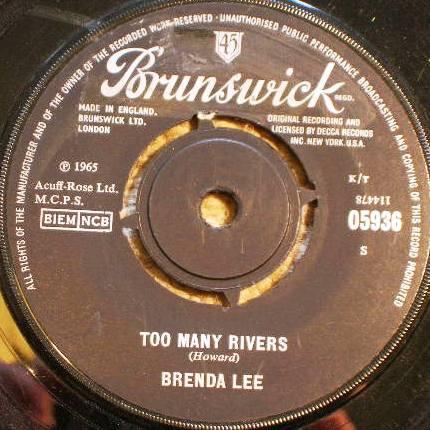 ALL RIGHTS OF THE MANUFACTURER AND OF THE OWNER OF THE RECORDED WORK RESERVED · UNAUTHORISED PUBLIC PERFORMANCE BROADCASTING AND COPYING OF THIS RECORD PROHIBITED
45
Brunswick
REGD.
MADE IN ENGLAND.
BRUNSWICK LTD.
LONDON
ORIGINAL RECORDING AND
LICENSED BY DECCA RECORDS
INC. NEW YORK. U.S.A.
℗ 1965
Acuff-Rose Ltd.
M.C.P.S.
BIEM NCB
K/T
114478
05936
S
TOO MANY RIVERS
(Howard)
BRENDA LEE